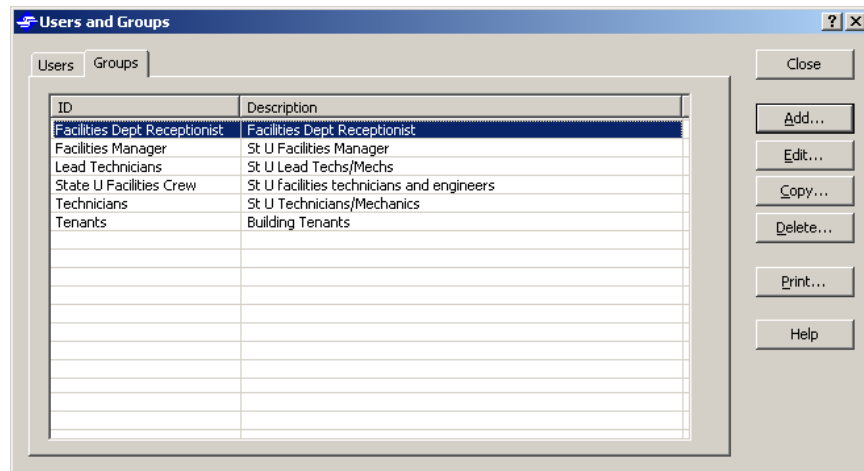 Users and Groups
Users Groups
Close
ID Description
Facilities Dept Receptionist Facilities Dept Receptionist
Add...
Facilities Manager St U Facilities Manager
Edit...
Lead Technicians St U Lead Techs/Mechs
State U Facilities Crew St U facilities technicians and engineers
Copy...
Technicians St U Technicians/Mechanics
Tenants Building Tenants
Delete...
Print...
Help